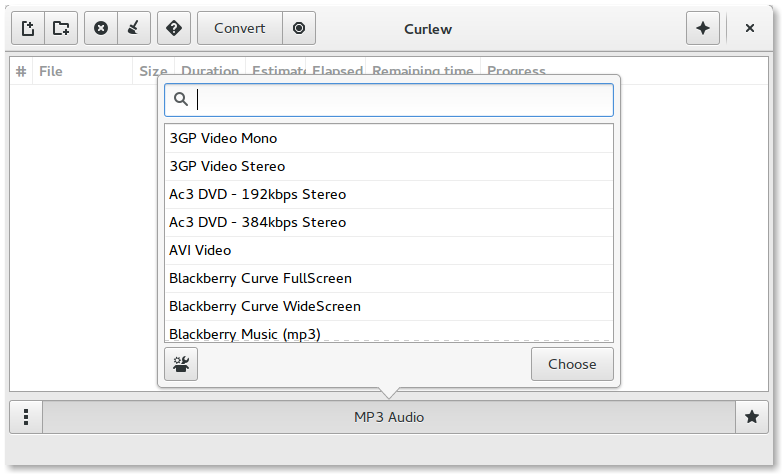 Convert
Curlew
# File Size Duration Estimate Elapsed Remaining time Progress
3GP Video Mono
3GP Video Stereo
Ac3 DVD - 192kbps Stereo
Ac3 DVD - 384kbps Stereo
AVI Video
Blackberry Curve FullScreen
Blackberry Curve WideScreen
Blackberry Music (mp3)
Choose
MP3 Audio